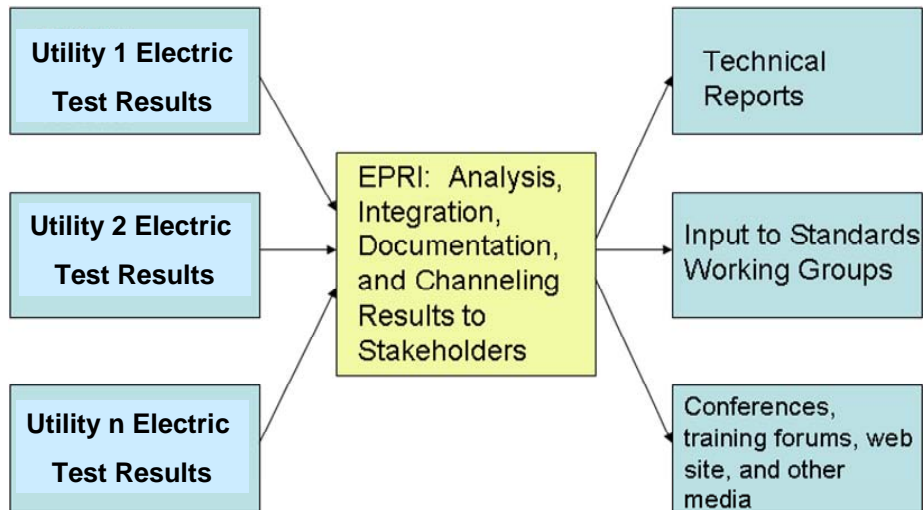 Utility 1 Electric
Test Results
Utility 2 Electric
Test Results
Utility n Electric
Test Results
EPRI: Analysis,
Integration,
Documentation,
and Channeling
Results to
Stakeholders
Technical
Reports
Input to Standards
Working Groups
Conferences,
training forums, web
site, and other
media